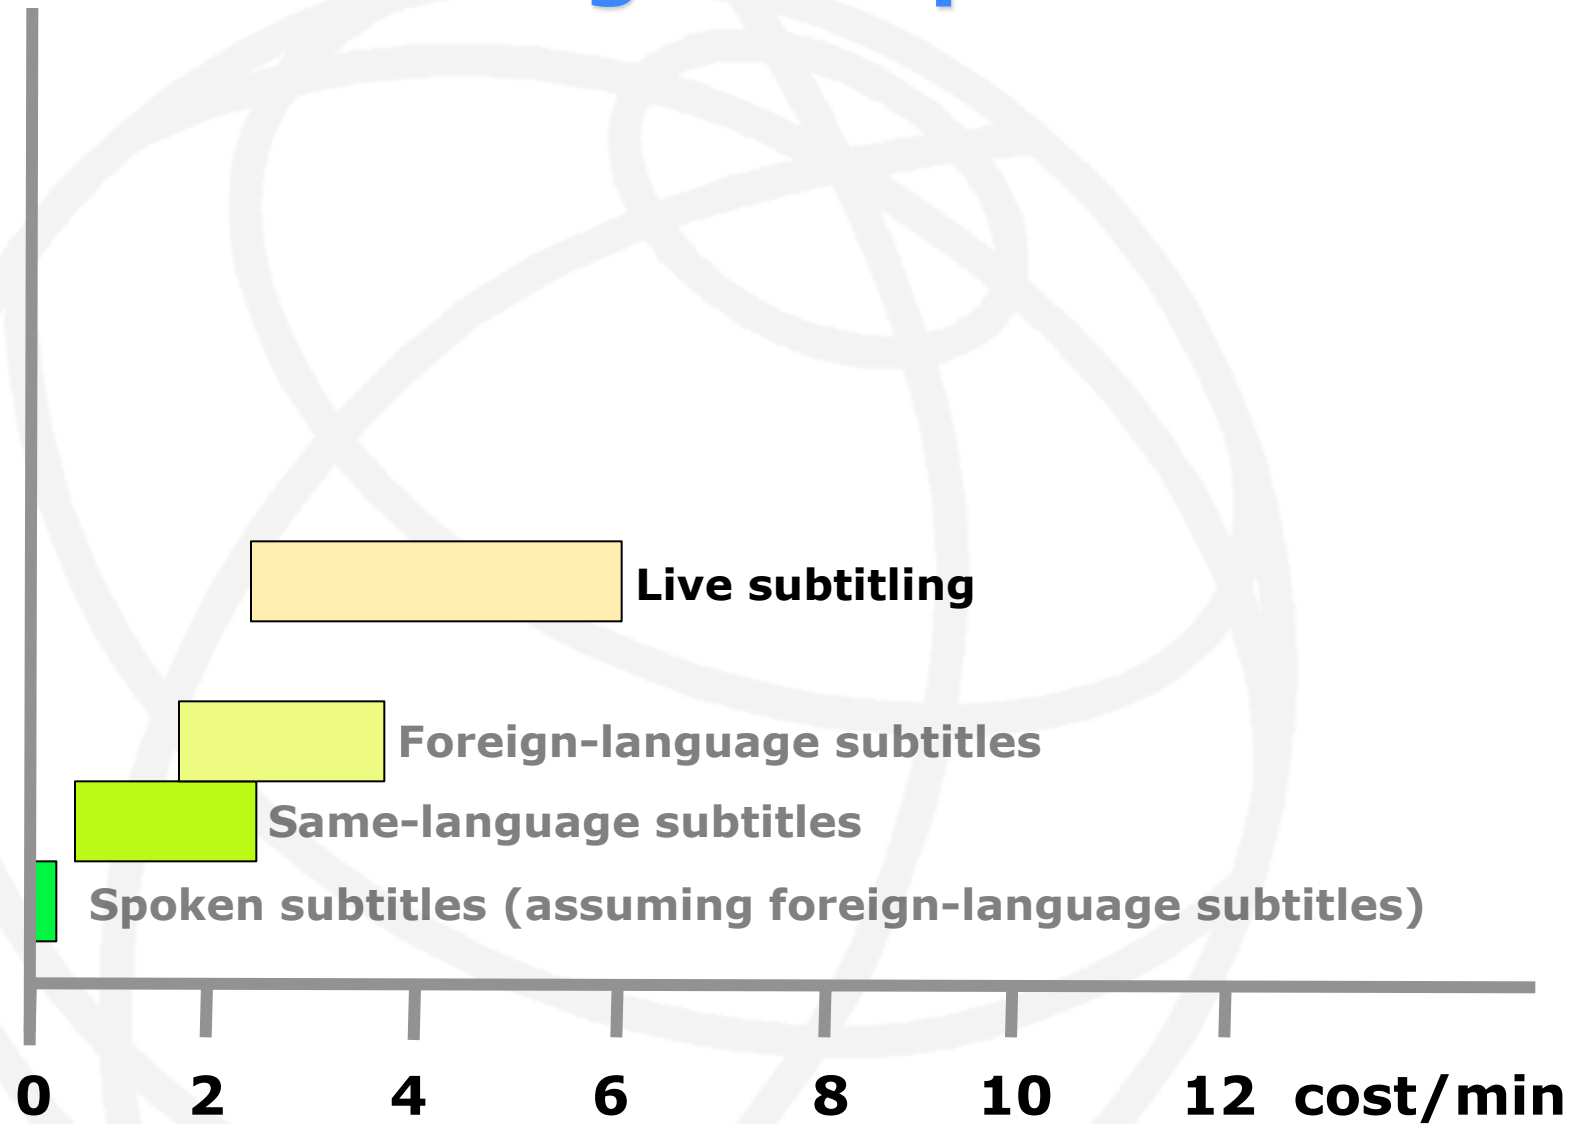 Live subtitling
Foreign-language subtitles
Same-language subtitles
Spoken subtitles (assuming foreign-language subtitles)
0 2 4 6 8 10 12 cost/min